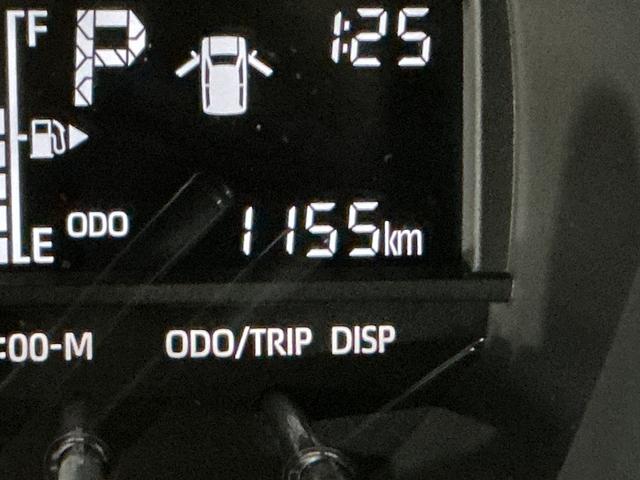 F P 1:25
ODO 1155km
E
:00-M ODO/TRIP DISP